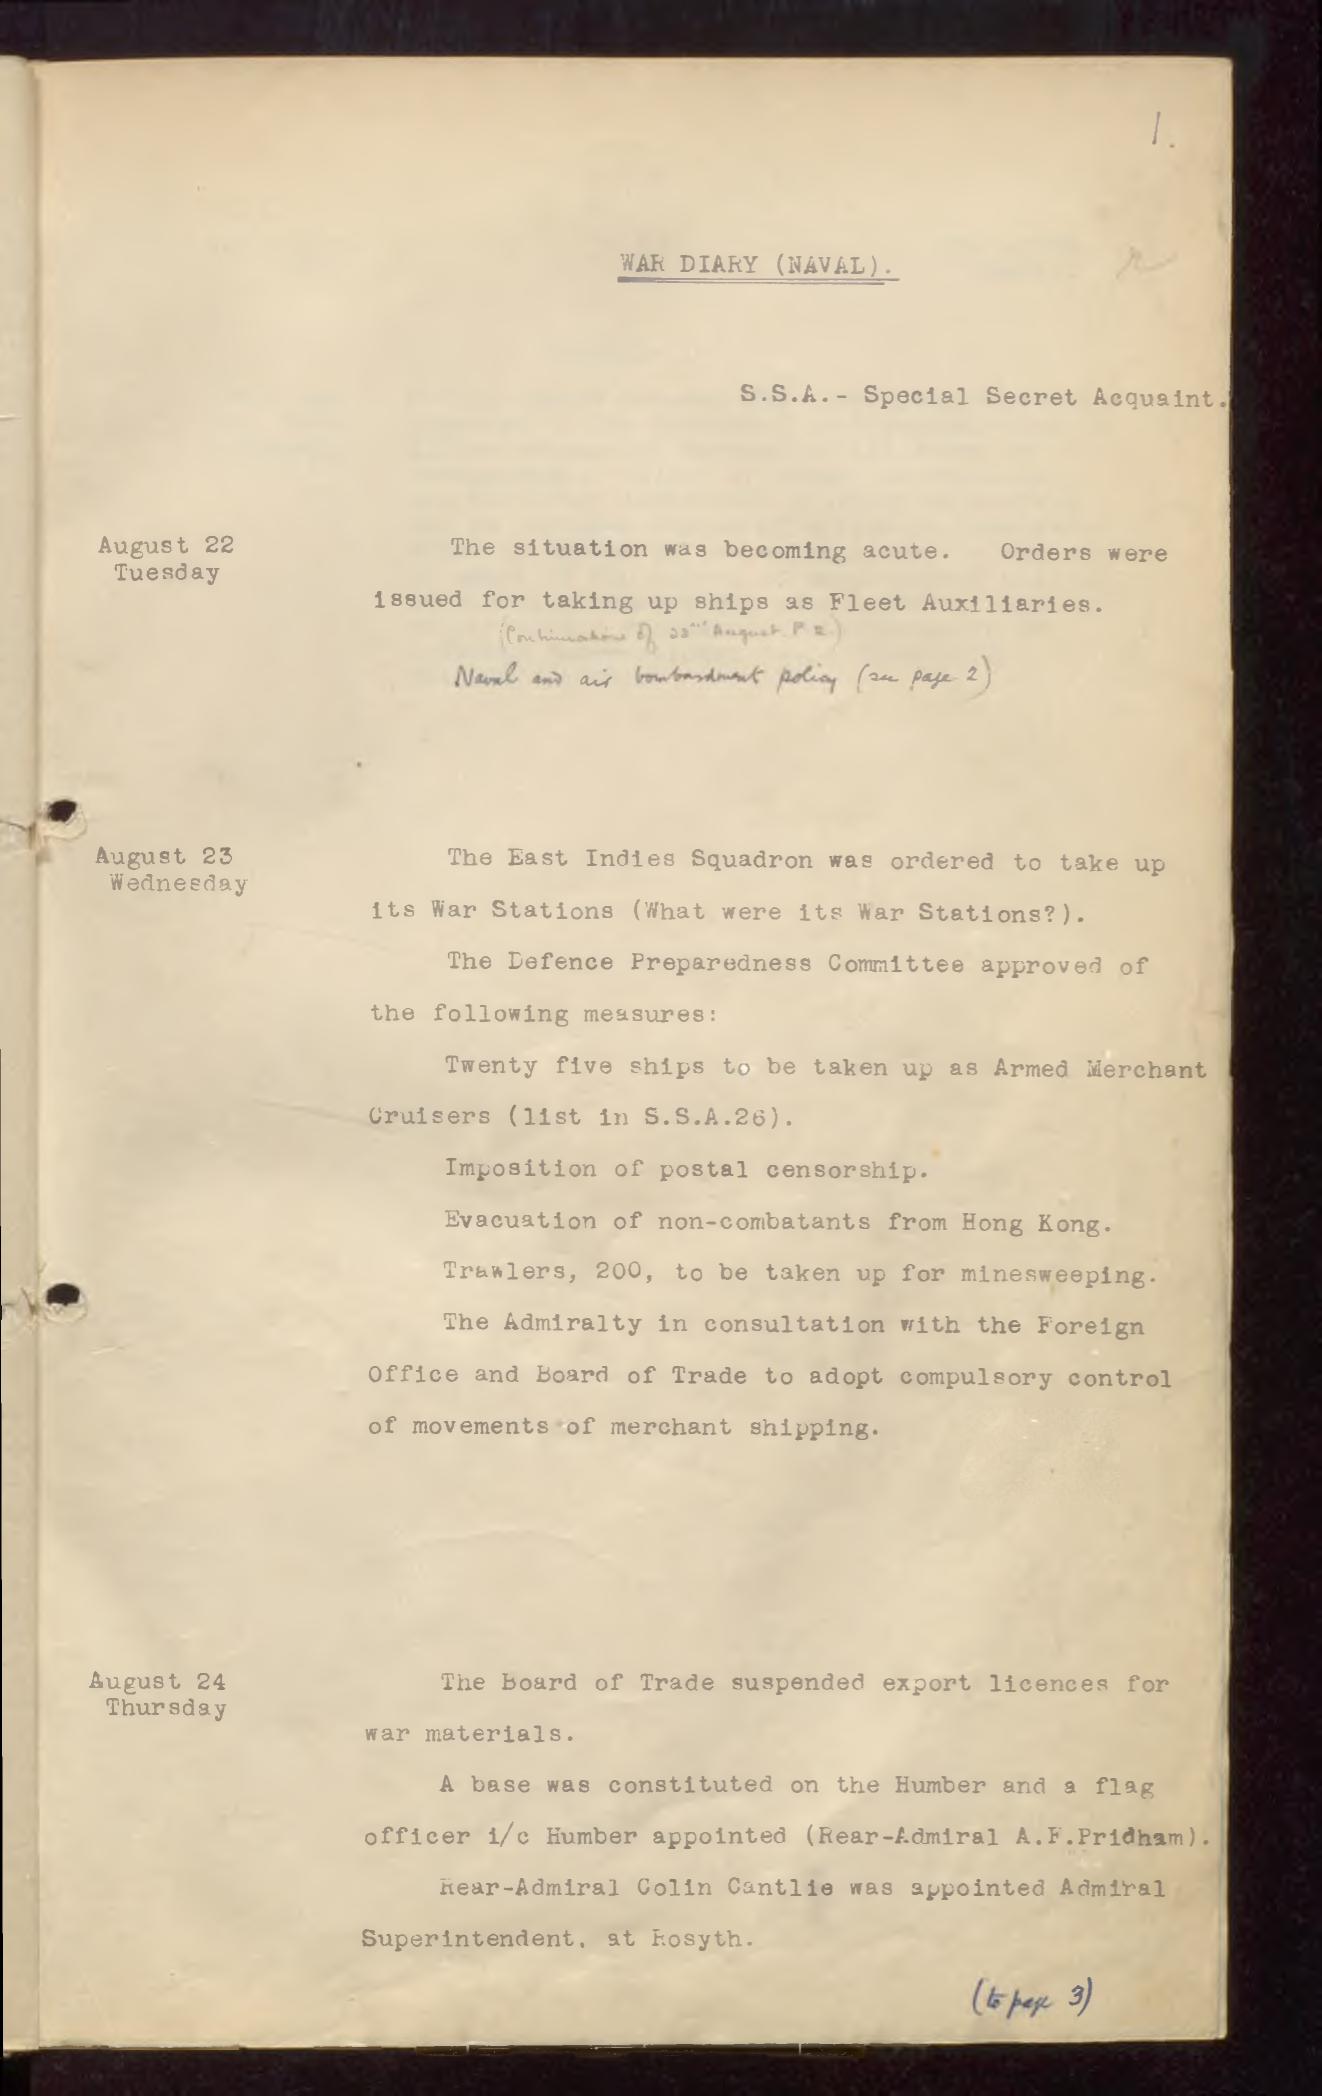 1.
WAR DIARY (NAVAL).
S.S.A.- Special Secret Acquaint.
August 22
Tuesday
The situation was becoming acute. Orders were
issued for taking up ships as Fleet Auxiliaries.
(Continuation of 22nd August P 2.)
Naval and air bombardment policy (see page 2)
August 23
Wednesday
The East Indies Squadron was ordered to take up
its War Stations (What were its War Stations?).
The Defence Preparedness Committee approved of
the following measures:
Twenty five ships to be taken up as Armed Merchant
Cruisers (list in S.S.A.26).
Imposition of postal censorship.
Evacuation of non-combatants from Hong Kong.
Trawlers, 200, to be taken up for minesweeping.
The Admiralty in consultation with the Foreign
Office and Board of Trade to adopt compulsory control
of movements of merchant shipping.
August 24
Thursday
The Board of Trade suspended export licences for
war materials.
A base was constituted on the Humber and a flag
officer i/c Humber appointed (Rear-Admiral A.F.Pridham).
Rear-Admiral Colin Cantlie was appointed Admiral
Superintendent, at Rosyth.
(to page 3)